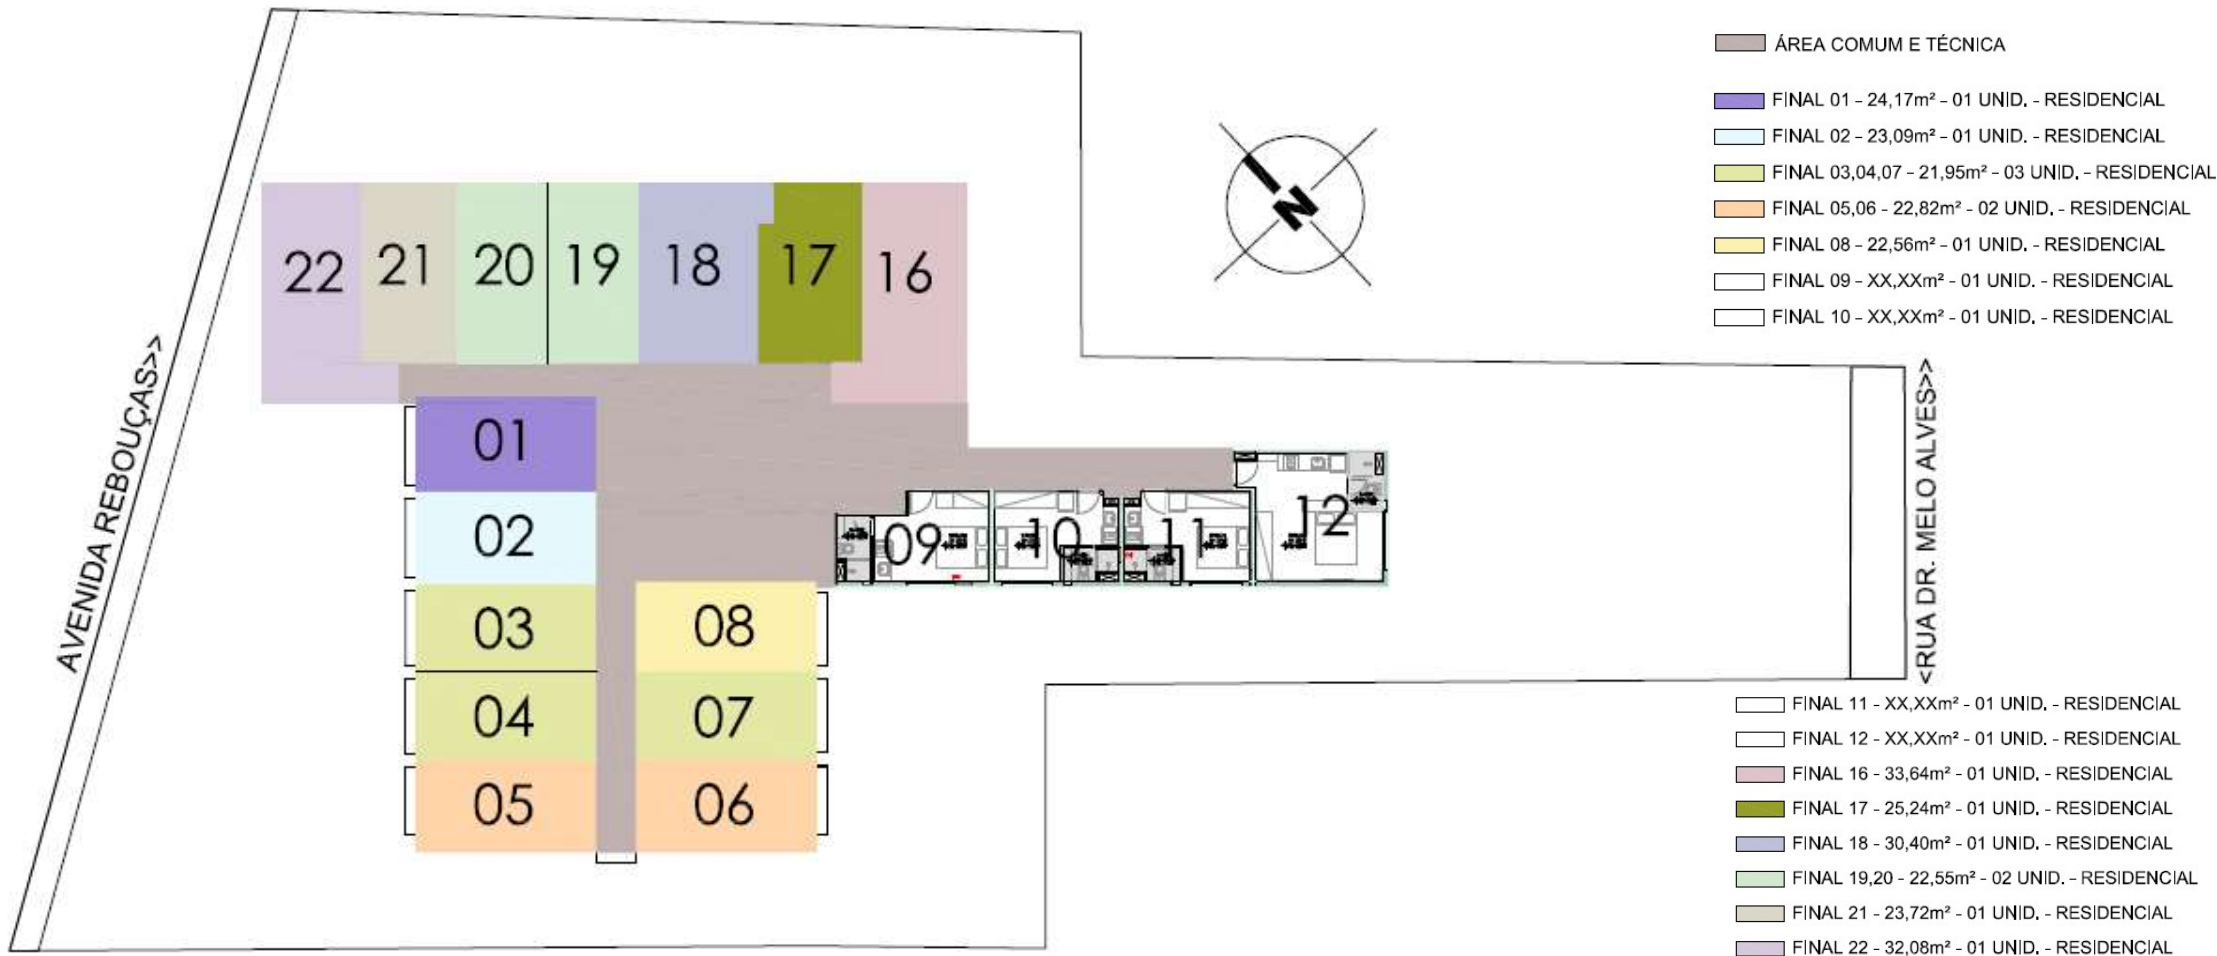 ÁREA COMUM E TÉCNICA
FINAL 01 - 24,17m² - 01 UNID. - RESIDENCIAL
FINAL 02 - 23,09m² - 01 UNID. - RESIDENCIAL
FINAL 03,04,07 - 21,95m² - 03 UNID. - RESIDENCIAL
FINAL 05,06 - 22,82m² - 02 UNID. - RESIDENCIAL
FINAL 08 - 22,56m² - 01 UNID. - RESIDENCIAL
FINAL 09 - XX,XXm² - 01 UNID. - RESIDENCIAL
FINAL 10 - XX,XXm² - 01 UNID. - RESIDENCIAL
N
22 21 20 19 18 17 16
AVENIDA REBOUÇAS>>
01
02
09 10 11 12
03 08
04 07
05 06
<RUA DR. MELO ALVES>>
FINAL 11 - XX,XXm² - 01 UNID. - RESIDENCIAL
FINAL 12 - XX,XXm² - 01 UNID. - RESIDENCIAL
FINAL 16 - 33,64m² - 01 UNID. - RESIDENCIAL
FINAL 17 - 25,24m² - 01 UNID. - RESIDENCIAL
FINAL 18 - 30,40m² - 01 UNID. - RESIDENCIAL
FINAL 19,20 - 22,55m² - 02 UNID. - RESIDENCIAL
FINAL 21 - 23,72m² - 01 UNID. - RESIDENCIAL
FINAL 22 - 32,08m² - 01 UNID. - RESIDENCIAL